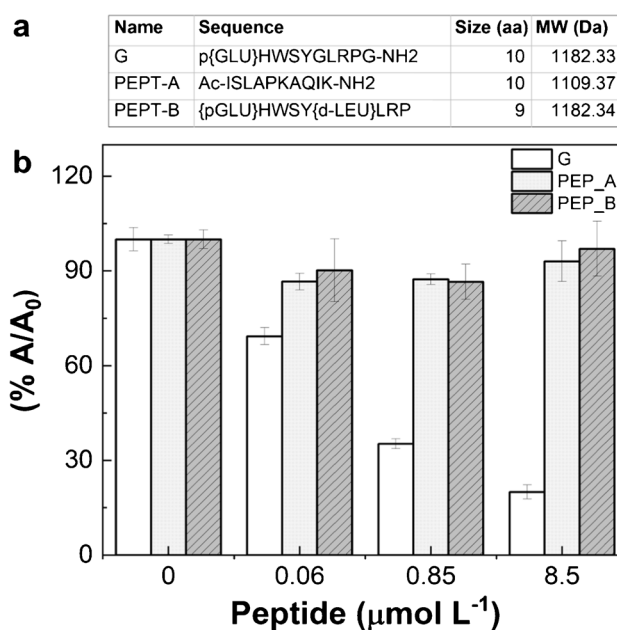 a
Name Sequence Size (aa) MW (Da)
G p{GLU}HWSYGLRPG-NH2 10 1182.33
PEPT-A Ac-ISLAPKAQIK-NH2 10 1109.37
PEPT-B {pGLU}HWSY{d-LEU}LRP 9 1182.34
b
G
PEP_A
PEP_B
120
90
60
30
0
(% A/A₀)
0 0.06 0.85 8.5
Peptide (μmol L⁻¹)